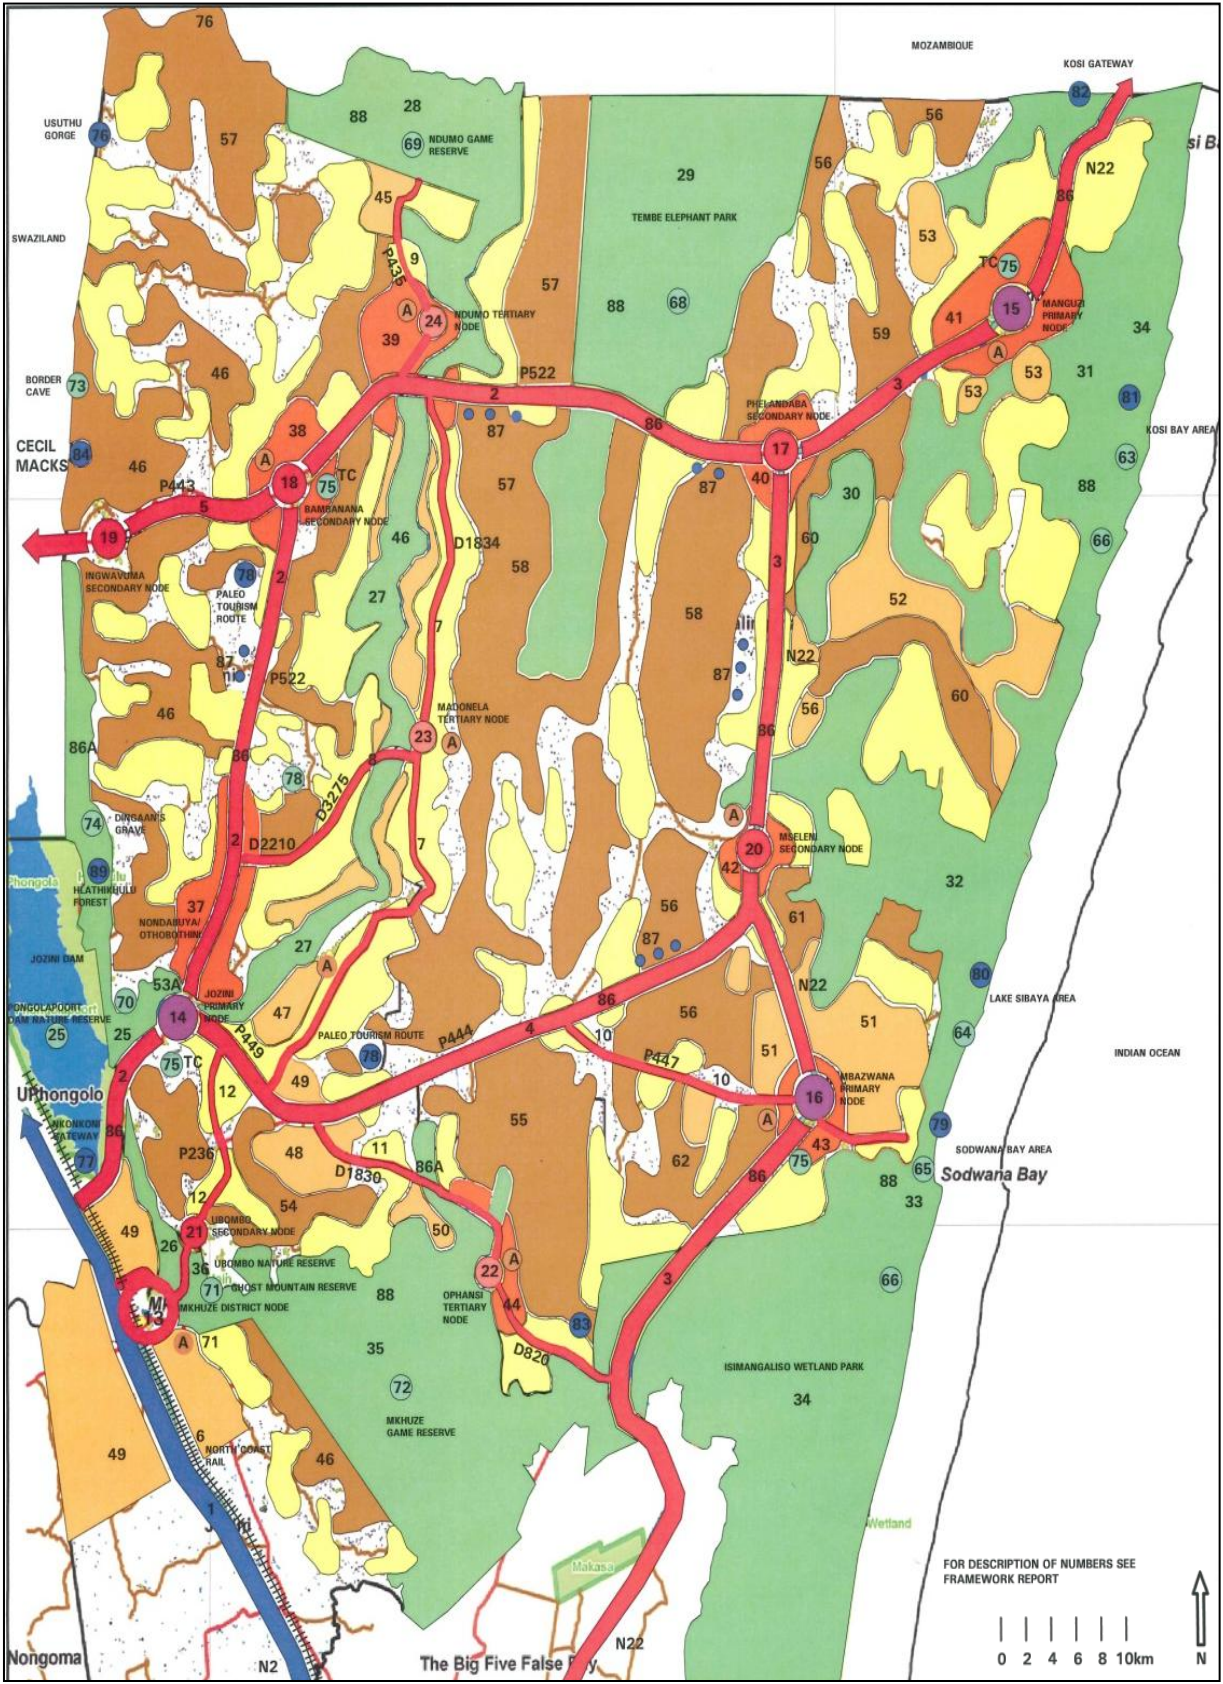 76
MOZAMBIQUE
KOSI GATEWAY
82
28
88
56
USUTHU
GORGE
76
57
69
NDUMO GAME
RESERVE
56
si B
N22
29
86
45
TEMBE ELEPHANT PARK
SWAZILAND
53
P435
9
TC
75
57
88
68
A
24
NDUMO TERTIARY
NODE
15
MANGUZI
PRIMARY
NODE
41
34
39
59
A
46
P522
31
53
BORDER
CAVE
73
2
3
53
81
PHELANDABA
SECONDARY NODE
86
87
38
KOSI BAY AREA
CECIL
MACKS
84
A
17
63
46
18
75
TC
87
40
P443
57
30
88
5
BAMBANANA
SECONDARY NODE
19
46
D1834
60
66
INGWAVUMA
SECONDARY NODE
78
2
58
3
PALEO
TOURISM
ROUTE
27
52
58
7
87
N22
P522
87
60
46
MADONELA
TERTIARY NODE
56
23
A
86A
86
8
86
78
D3275
74
DINGAAN'S
GRAVE
A
2
D2210
7
20
MSELENI
SECONDARY NODE
89
HLATHIKHULU
FOREST
42
32
37
56
NONDABUYA/
OTHOBOTHINI
61
87
27
JOZINI DAM
A
53A
80
70
JOZINI
PRIMARY
NODE
86
N22
LAKE SIBAYA AREA
PONGOLAPOORT
DAM NATURE RESERVE
14
47
56
51
25
25
P449
PALEO TOURISM ROUTE
P444
4
10
64
75
TC
78
51
INDIAN OCEAN
2
P447
12
49
10
MBAZWANA
PRIMARY
NODE
UPhongolo
16
NKONKONI
GATEWAY
86
55
A
79
77
P236
48
11
43
SODWANA BAY AREA
D1830
86A
62
75
65
Sodwana Bay
86
88
12
54
33
21
UBOMBO
SECONDARY NODE
50
49
26
36
UBOMBO NATURE RESERVE
A
71
GHOST MOUNTAIN RESERVE
22
3
66
88
MKHUZE DISTRICT NODE
OPHANSI
TERTIARY
NODE
44
13
83
A
71
35
D820
ISIMANGALISO WETLAND PARK
72
34
MKHUZE
GAME RESERVE
6
49
NORTH COAST
RAIL
46
1
Wetland
FOR DESCRIPTION OF NUMBERS SEE
FRAMEWORK REPORT
Makasa
N22
Nongoma
N2
The Big Five False
0 2 4 6 8 10km
N